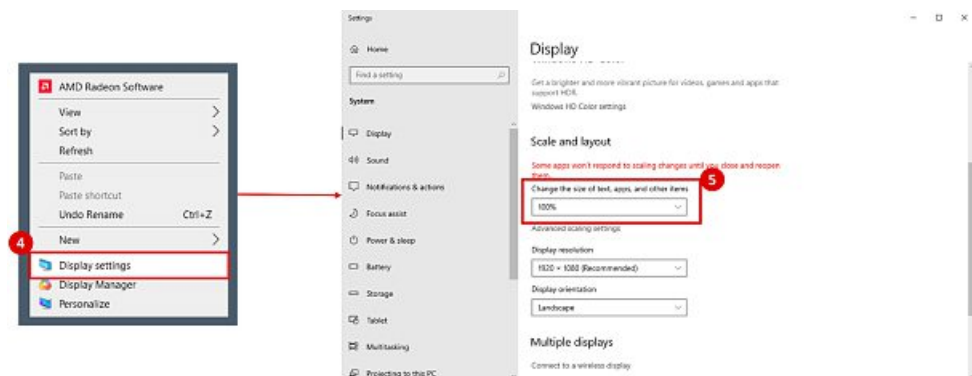 AMD Radeon Software
View
Sort by
Refresh
Paste
Paste shortcut
Undo Rename Ctrl+Z
New
4
Display settings
Display Manager
Personalize
Settings
Home
Find a setting
System
Display
Sound
Notifications & actions
Focus assist
Power & sleep
Battery
Storage
Tablet
Multitasking
Projecting to this PC
Display
Get a brighter and more vibrant picture for videos, games and apps that
support HDR.
Windows HD Color settings
Scale and layout
Some apps won't respond to scaling changes until you close and reopen
them.
5
Change the size of text, apps, and other items
100%
Advanced scaling settings
Display resolution
1920 × 1080 (Recommended)
Display orientation
Landscape
Multiple displays
Connect to a wireless display